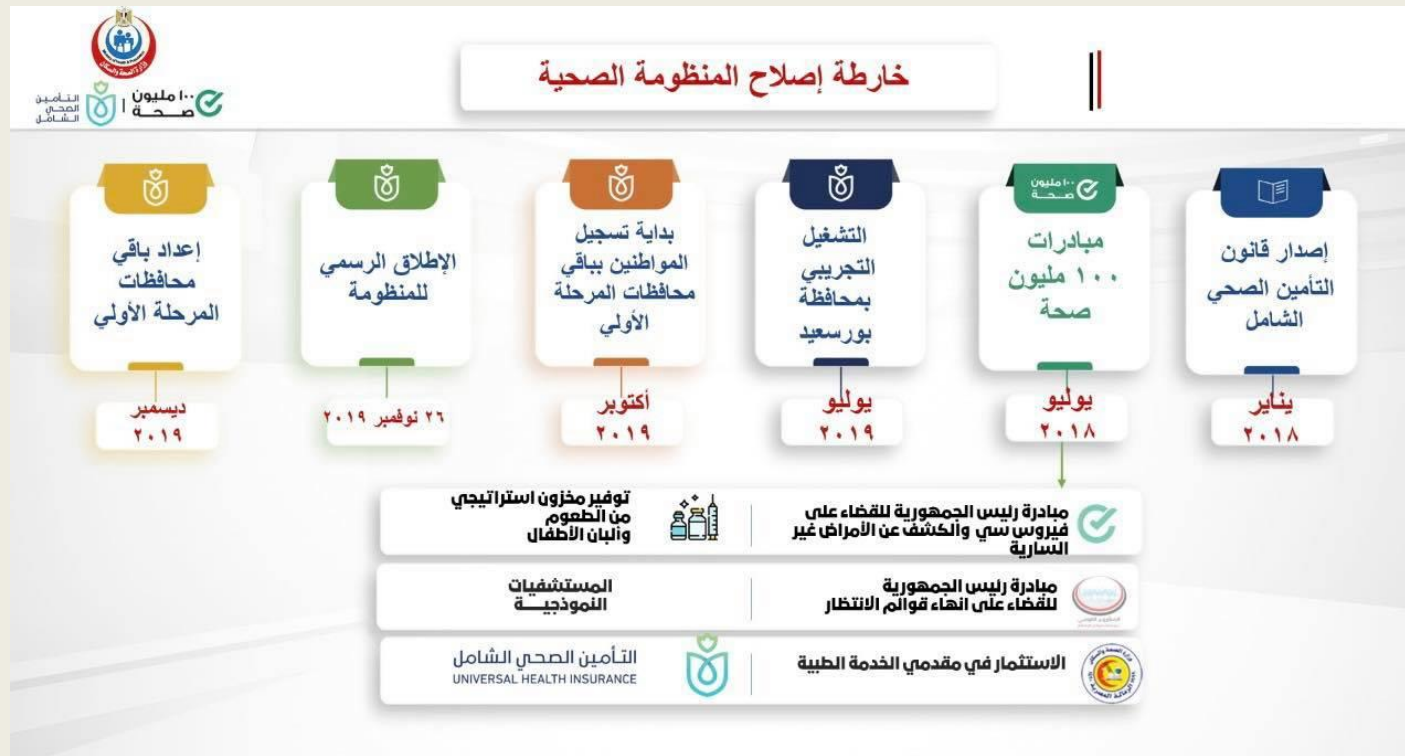 خارطة إصلاح المنظومة الصحية
١٠٠ مليون
صحة
التأمين
الصحي
الشامل
إصدار قانون
التأمين الصحي
الشامل
يناير
٢٠١٨
١٠٠ مليون
صحة
مبادرات
١٠٠ مليون
صحة
يوليو
٢٠١٨
التشغيل
التجريبي
بمحافظة
بورسعيد
يوليو
٢٠١٩
بداية تسجيل
المواطنين بباقي
محافظات المرحلة
الأولي
أكتوبر
٢٠١٩
الإطلاق الرسمي
للمنظومة
٢٦ نوفمبر ٢٠١٩
إعداد باقي
محافظات
المرحلة الأولي
ديسمبر
٢٠١٩
مبادرة رئيس الجمهورية للقضاء على
فيروس سي والكشف عن الأمراض غير
السارية
توفير مخزون استراتيجي
من الطعوم
وألبان الأطفال
مبادرة رئيس الجمهورية
للقضاء على انهاء قوائم الانتظار
المستشفيات
النموذجية
الاستثمار في مقدمي الخدمة الطبية
التأمين الصحي الشامل
UNIVERSAL HEALTH INSURANCE